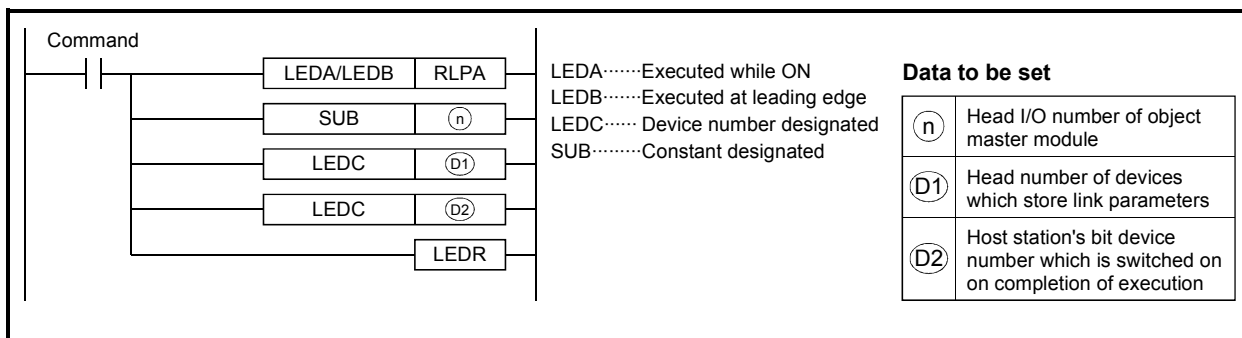 Command
LEDA/LEDB RLPA
SUB n
LEDC D1
LEDC D2
LEDR
LEDA·······Executed while ON
LEDB·······Executed at leading edge
LEDC······ Device number designated
SUB·········Constant designated
Data to be set
n Head I/O number of object
master module
D1 Head number of devices
which store link parameters
D2 Host station's bit device
number which is switched on
on completion of execution